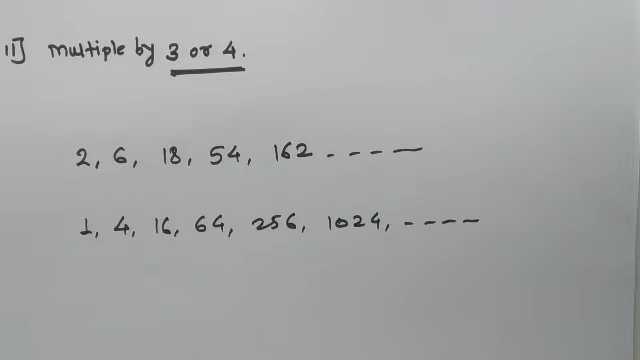 11] Multiple by 3 or 4.
2, 6, 18, 54, 162 - - - -
1, 4, 16, 64, 256, 1024, - - - -